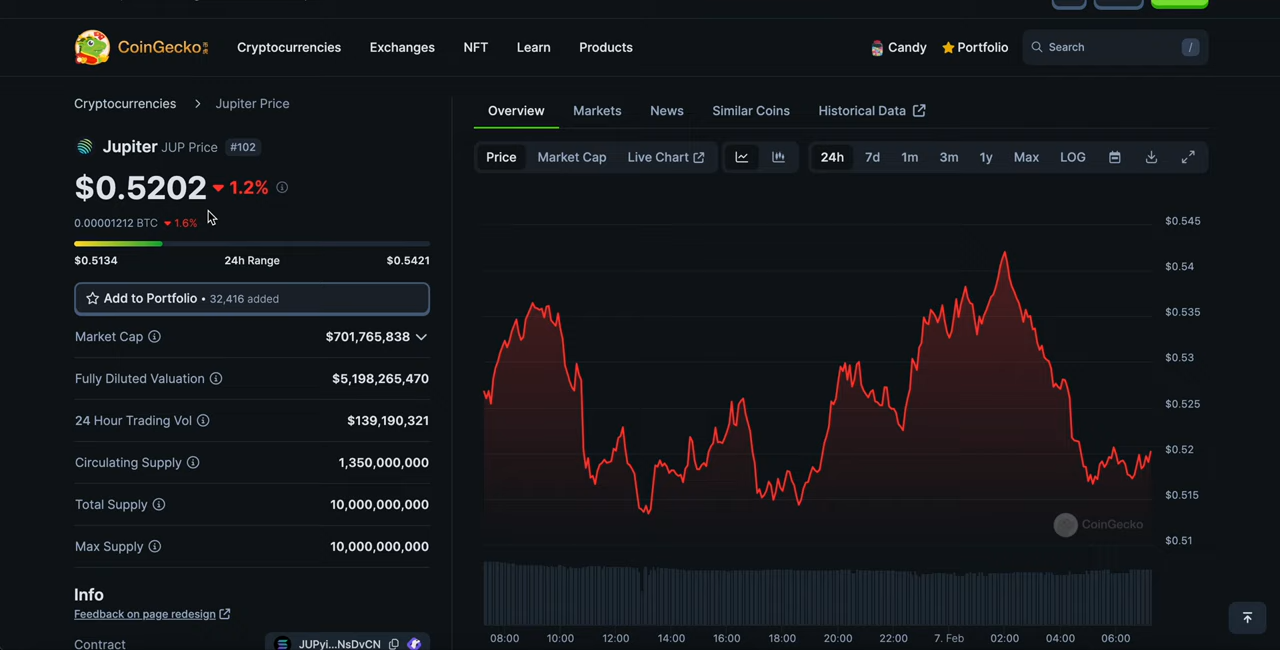 CoinGecko
Cryptocurrencies
Exchanges
NFT
Learn
Products
Candy
Portfolio
Search
/
Cryptocurrencies > Jupiter Price
Jupiter JUP Price #102
$0.5202 1.2%
0.00001212 BTC 1.6%
$0.5134 24h Range $0.5421
Add to Portfolio • 32,416 added
Market Cap $701,765,838
Fully Diluted Valuation $5,198,265,470
24 Hour Trading Vol $139,190,321
Circulating Supply 1,350,000,000
Total Supply 10,000,000,000
Max Supply 10,000,000,000
Info
Feedback on page redesign
Contract JUPyi...NsDvCN
Overview Markets News Similar Coins Historical Data
Price Market Cap Live Chart 24h 7d 1m 3m 1y Max LOG
$0.545
$0.54
$0.535
$0.53
$0.525
$0.52
$0.515
$0.51
CoinGecko
08:00 10:00 12:00 14:00 16:00 18:00 20:00 22:00 7. Feb 02:00 04:00 06:00